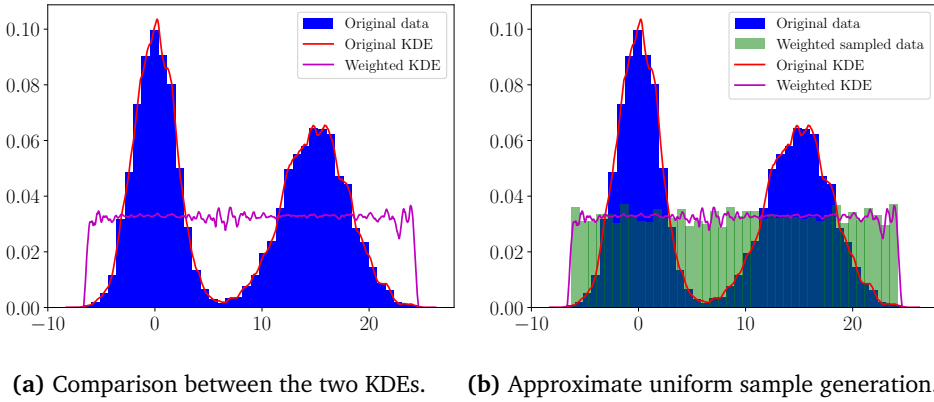 0.10
0.08
0.06
0.04
0.02
0.00
−10
0
10
20
Original data
Original KDE
Weighted KDE
(a) Comparison between the two KDEs.
0.10
0.08
0.06
0.04
0.02
0.00
−10
0
10
20
Original data
Weighted sampled data
Original KDE
Weighted KDE
(b) Approximate uniform sample generation.